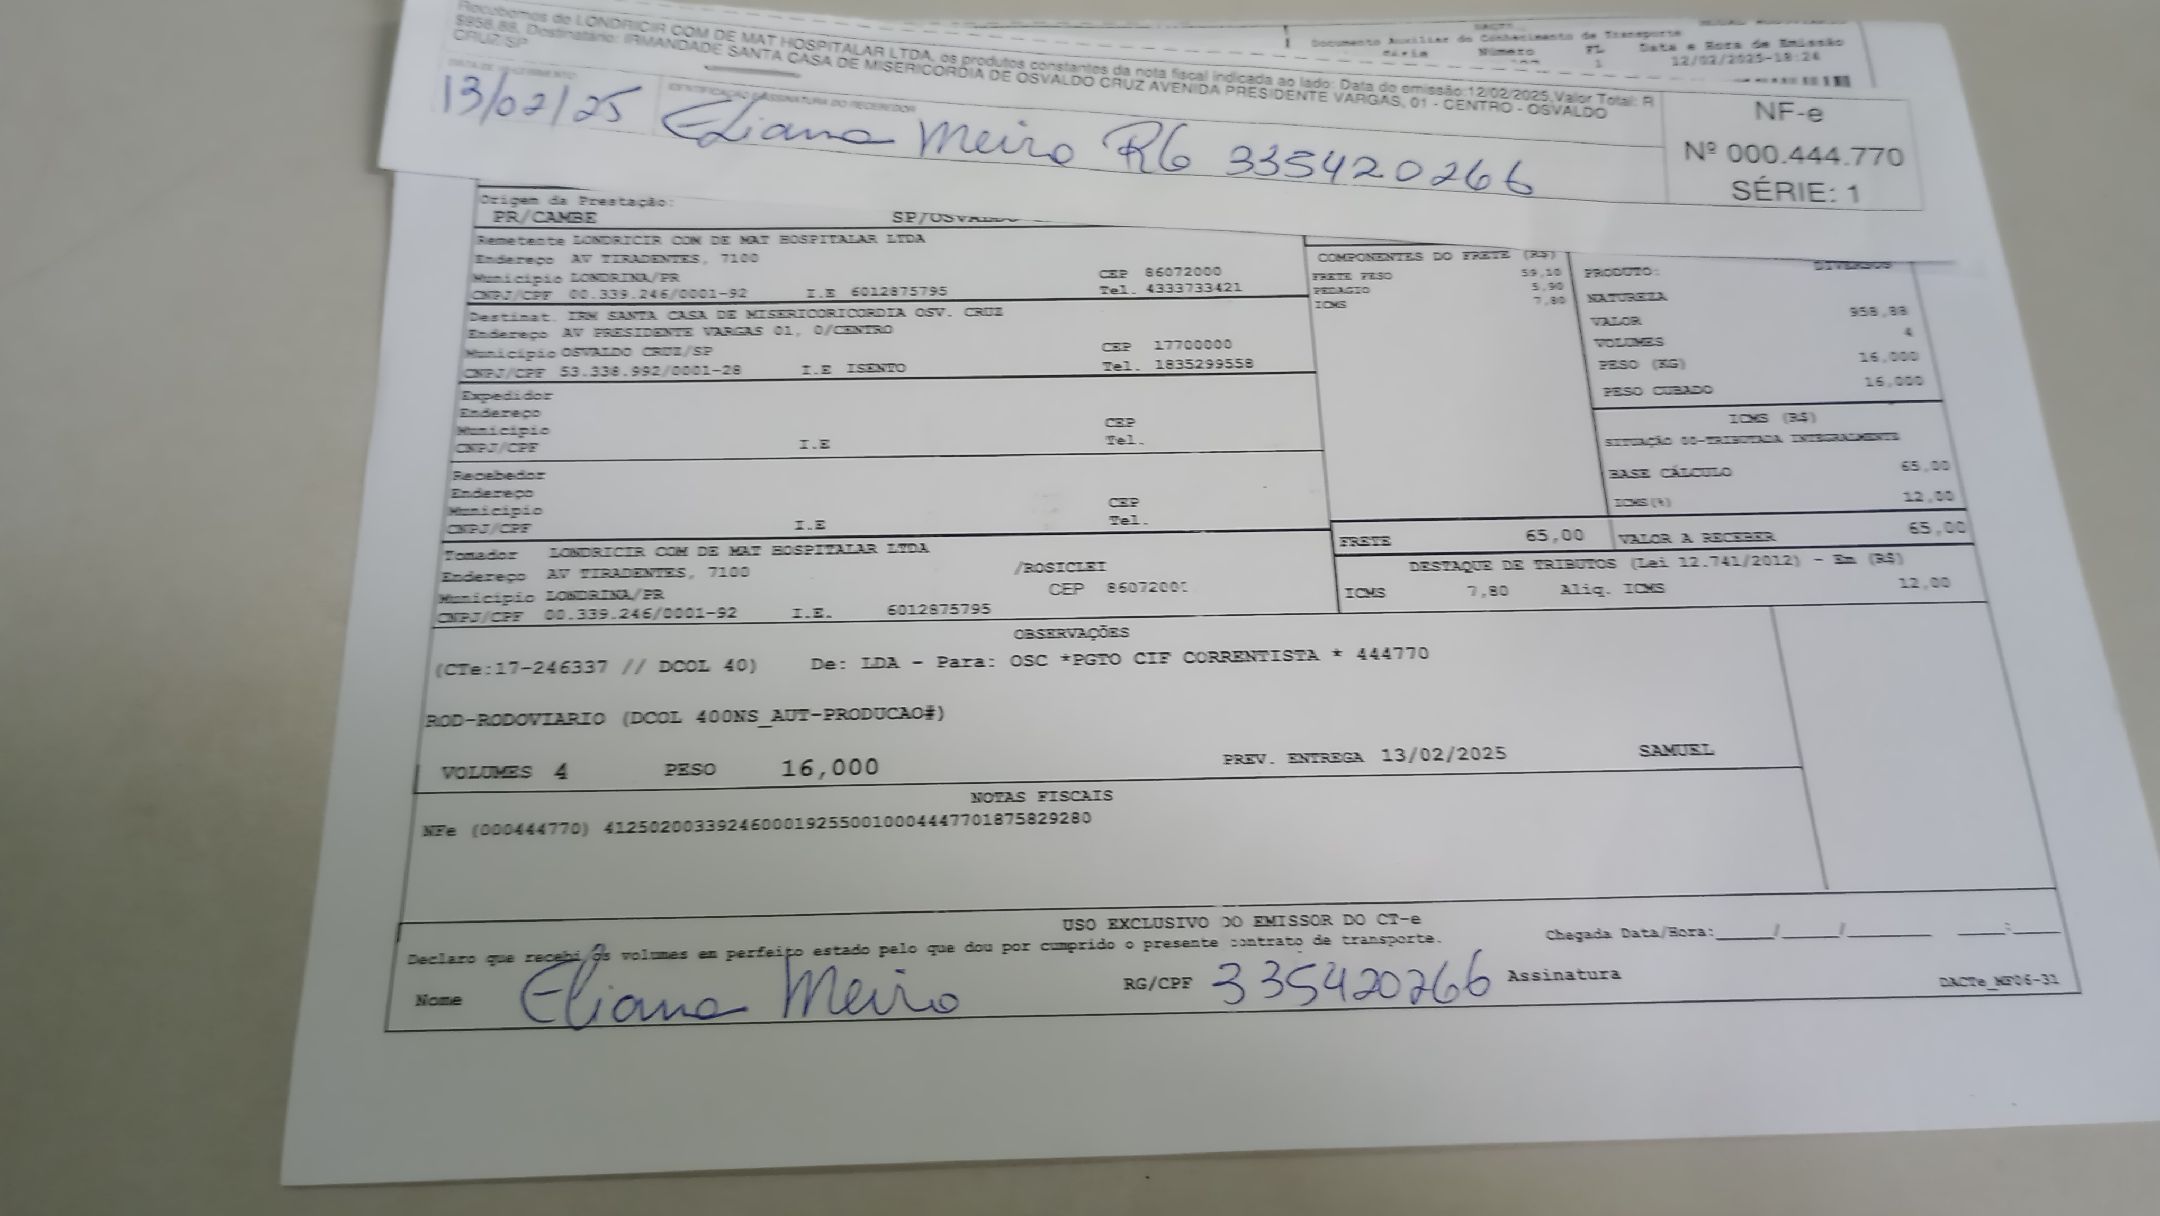 Recebemos de LONDRICIR COM DE MAT HOSPITALAR LTDA, os produtos constantes da nota fiscal indicada ao lado. Data de emissão:12/02/2025,Valor Total: R
$958,88, Destinatário: IRMANDADE SANTA CASA DE MISERICORDIA DE OSVALDO CRUZ AVENIDA PRESIDENTE VARGAS, 01 - CENTRO - OSVALDO
CRUZ/SP
Documento Auxiliar do Conhecimento de Transporte
Número FL Data e Hora de Emissão
1 12/02/2025-18:24
IDENTIFICAÇÃO E ASSINATURA DO RECEBEDOR
13/02/25 Eliana Meiro RG 335420266
NF-e
Nº 000.444.770
SÉRIE: 1
Origem da Prestação:
PR/CAMBE
Remetente LONDRICIR COM DE MAT HOSPITALAR LTDA
Endereço AV TIRADENTES, 7100
Município LONDRINA/PR CEP 86072000
CNPJ/CPF 00.339.246/0001-92 I.E 6012875795 Tel. 4333733421
Destinat. IRM SANTA CASA DE MISERICORICORDIA OSV. CRUZ
Endereço AV PRESIDENTE VARGAS 01, 0/CENTRO
Município OSVALDO CRUZ/SP CEP 17700000
CNPJ/CPF 53.338.992/0001-28 I.E ISENTO Tel. 1835299558
Expedidor
Endereço
Município CEP
CNPJ/CPF I.E Tel.
Recebedor
Endereço
Município CEP
CNPJ/CPF I.E Tel.
Tomador LONDRICIR COM DE MAT HOSPITALAR LTDA
Endereço AV TIRADENTES, 7100 /ROSICLEI
Município LONDRINA/PR CEP 86072000
CNPJ/CPF 00.339.246/0001-92 I.E. 6012875795
COMPONENTES DO FRETE (R$)
FRETE PESO 59,10
PEDAGIO 5,90
ICMS 7,80
PRODUTO: DIVERSOS
NATUREZA
VALOR 958,88
VOLUMES 4
PESO (KG) 16,000
PESO CUBADO 16,000
ICMS (R$)
SITUAÇÃO 00-TRIBUTADA INTEGRALMENTE
BASE CÁLCULO 65,00
ICMS(%) 12,00
FRETE 65,00 VALOR A RECEBER 65,00
DESTAQUE DE TRIBUTOS (Lei 12.741/2012) - Em (R$)
ICMS 7,80 Aliq. ICMS 12,00
OBSERVAÇÕES
(CTe:17-246337 // DCOL 40) De: LDA - Para: OSC *PGTO CIF CORRENTISTA * 444770
ROD-RODOVIARIO (DCOL 400NS_AUT-PRODUCAO#)
VOLUMES 4 PESO 16,000 PREV. ENTREGA 13/02/2025 SAMUEL
NOTAS FISCAIS
NFe (000444770) 41250200339246000192550010004447701875829280
USO EXCLUSIVO DO EMISSOR DO CT-e
Declaro que recebi os volumes em perfeito estado pelo que dou por cumprido o presente contrato de transporte. Chegada Data/Hora:_____/_____/_______ ____:____
Nome Eliana Meiro RG/CPF 335420266 Assinatura
DACTe_MF06-31